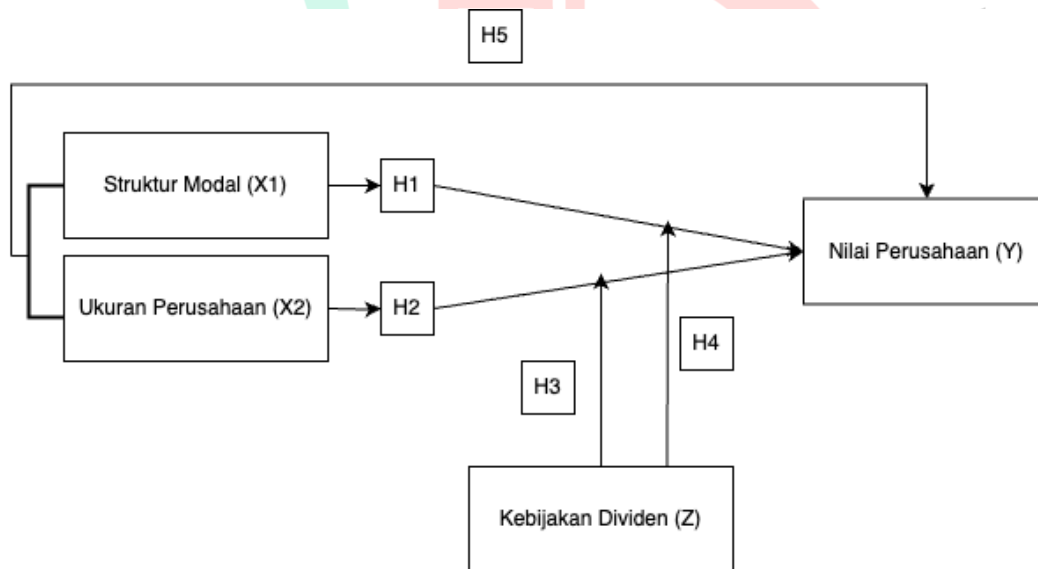 H5
Struktur Modal (X1)
H1
Nilai Perusahaan (Y)
Ukuran Perusahaan (X2)
H2
H4
H3
Kebijakan Dividen (Z)